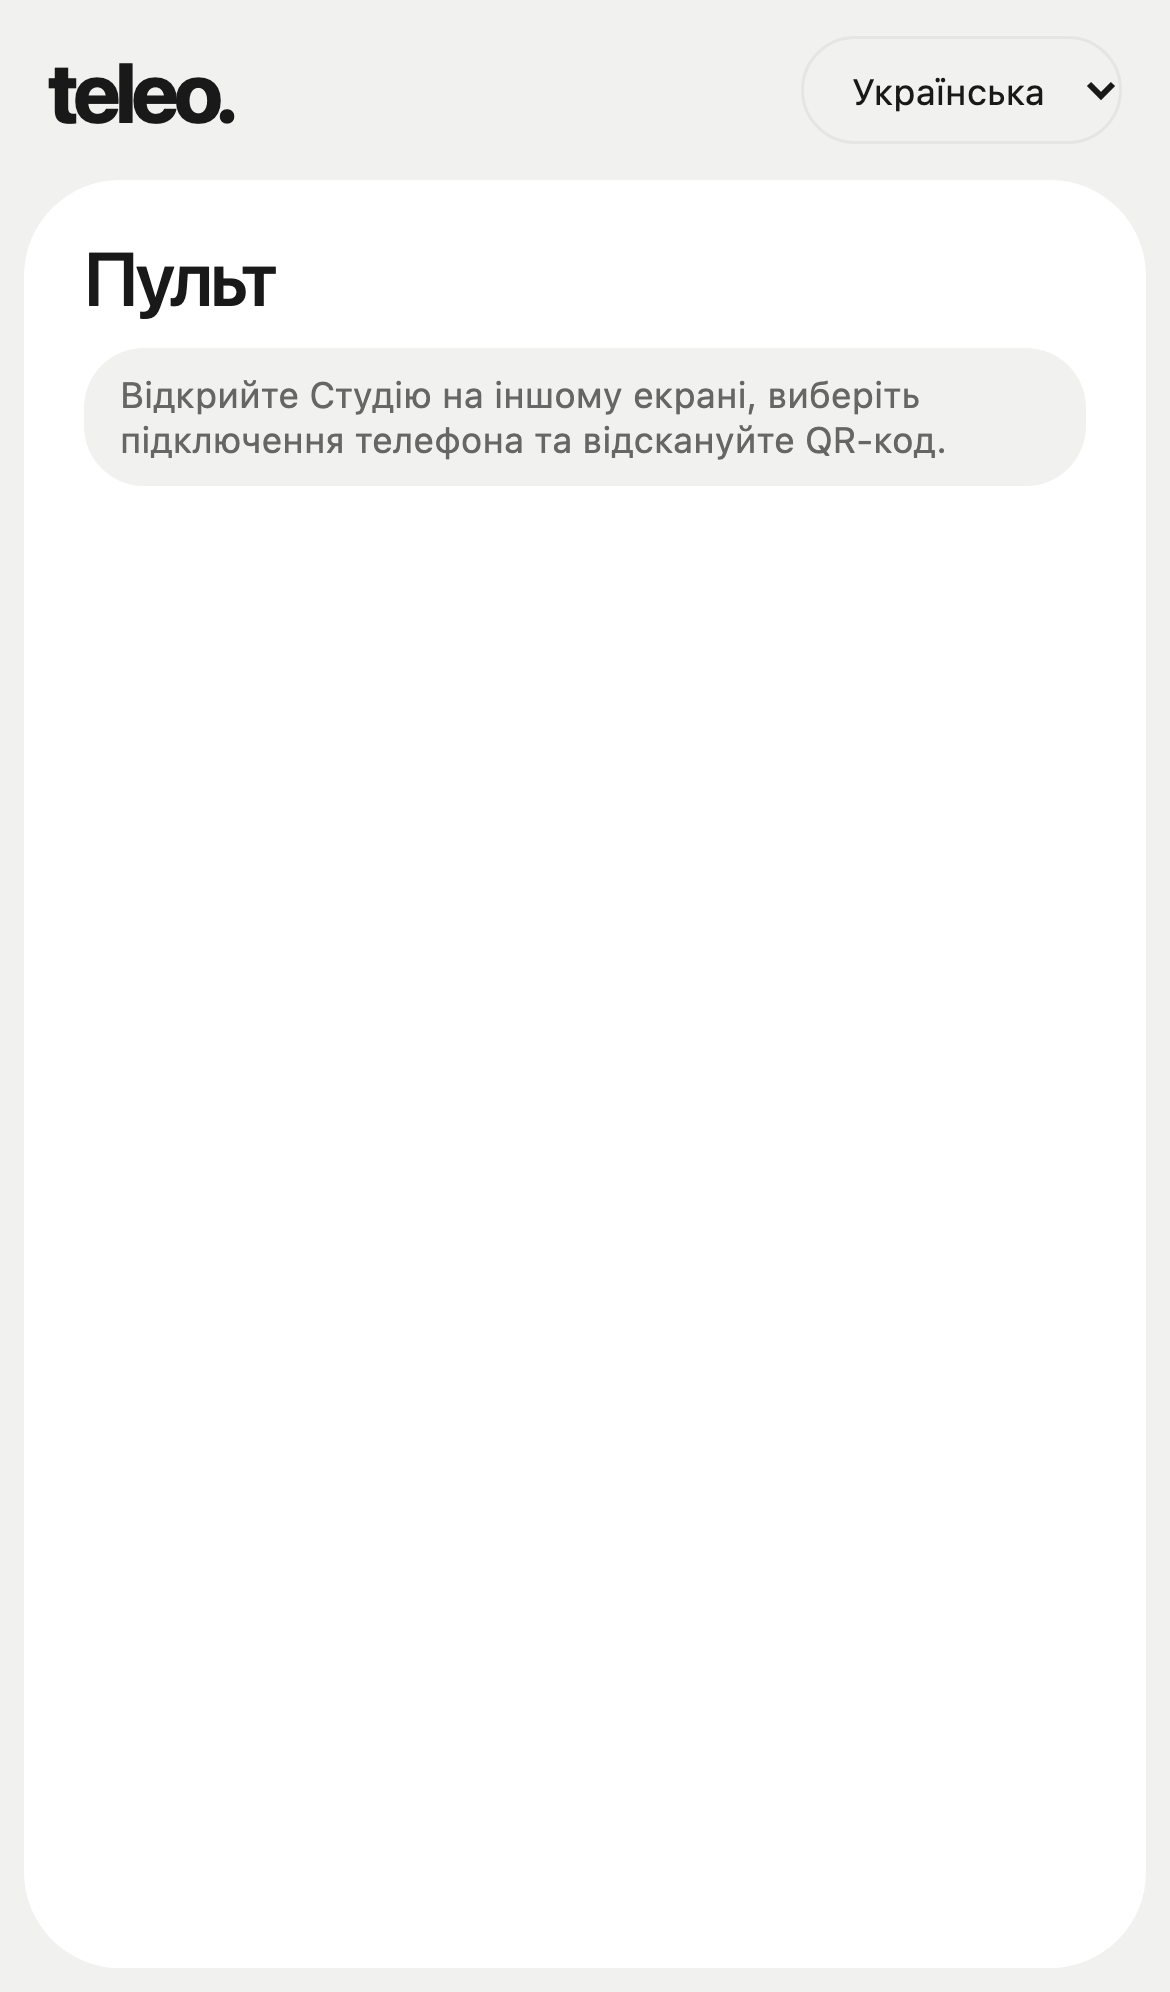 teleo.
Українська
Пульт
Відкрийте Студію на іншому екрані, виберіть
підключення телефона та відскануйте QR-код.